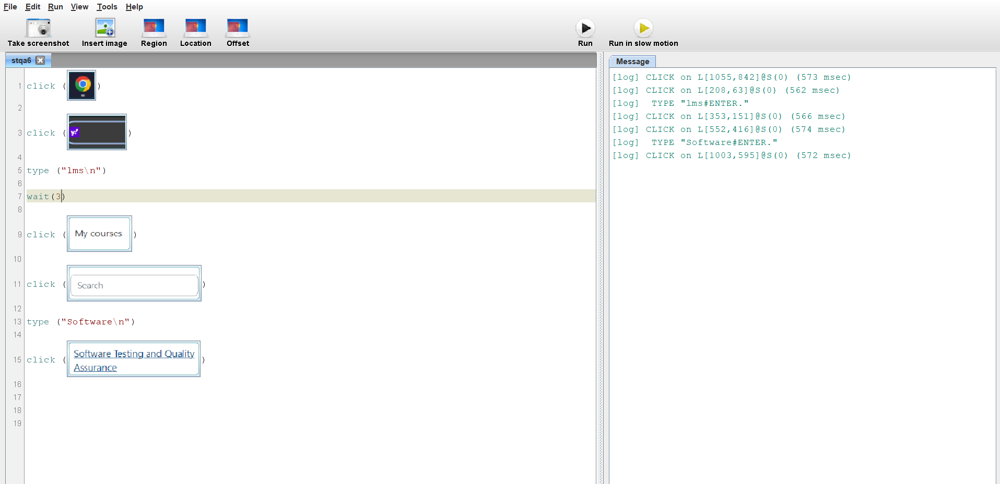 File Edit Run View Tools Help
Take screenshot Insert image Region Location Offset Run Run in slow motion
stqa6
1 click ( )
2
3 click ( y! )
4
5 type ("lms\n")
6
7 wait(3)
8
9 click ( My courses )
10
11 click ( Search )
12
13 type ("Software\n")
14
15 click ( Software Testing and Quality
Assurance )
16
17
18
19
Message
[log] CLICK on L[1055,842]@S(0) (573 msec)
[log] CLICK on L[208,63]@S(0) (562 msec)
[log]  TYPE "lms#ENTER."
[log] CLICK on L[353,151]@S(0) (566 msec)
[log] CLICK on L[552,416]@S(0) (574 msec)
[log]  TYPE "Software#ENTER."
[log] CLICK on L[1003,595]@S(0) (572 msec)